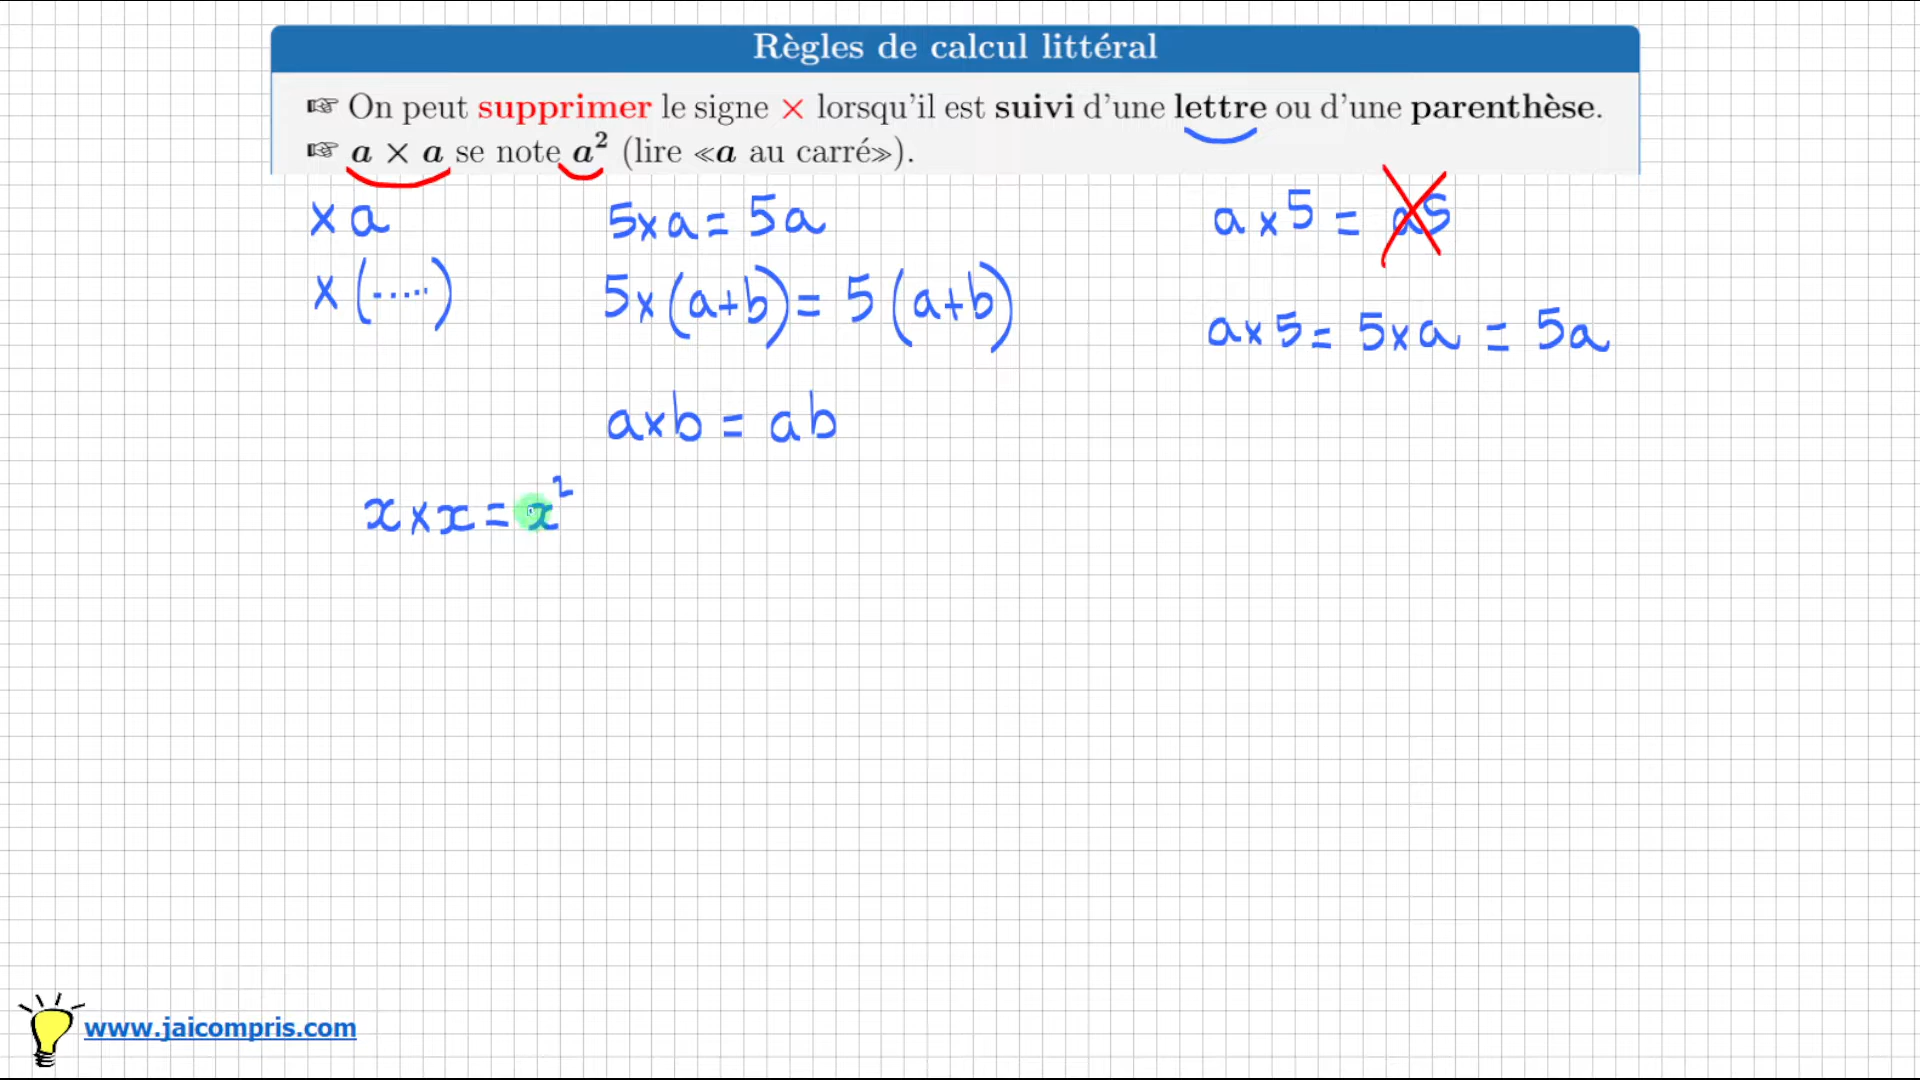 Règles de calcul littéral
☞ On peut supprimer le signe × lorsqu'il est suivi d'une lettre ou d'une parenthèse.
☞ a × a se note a² (lire ≪a au carré≫).
× a
5×a = 5a
a × 5 = a5
× (.....)
5×(a+b) = 5(a+b)
a×5 = 5×a = 5a
a×b = ab
x×x = x²
www.jaicompris.com